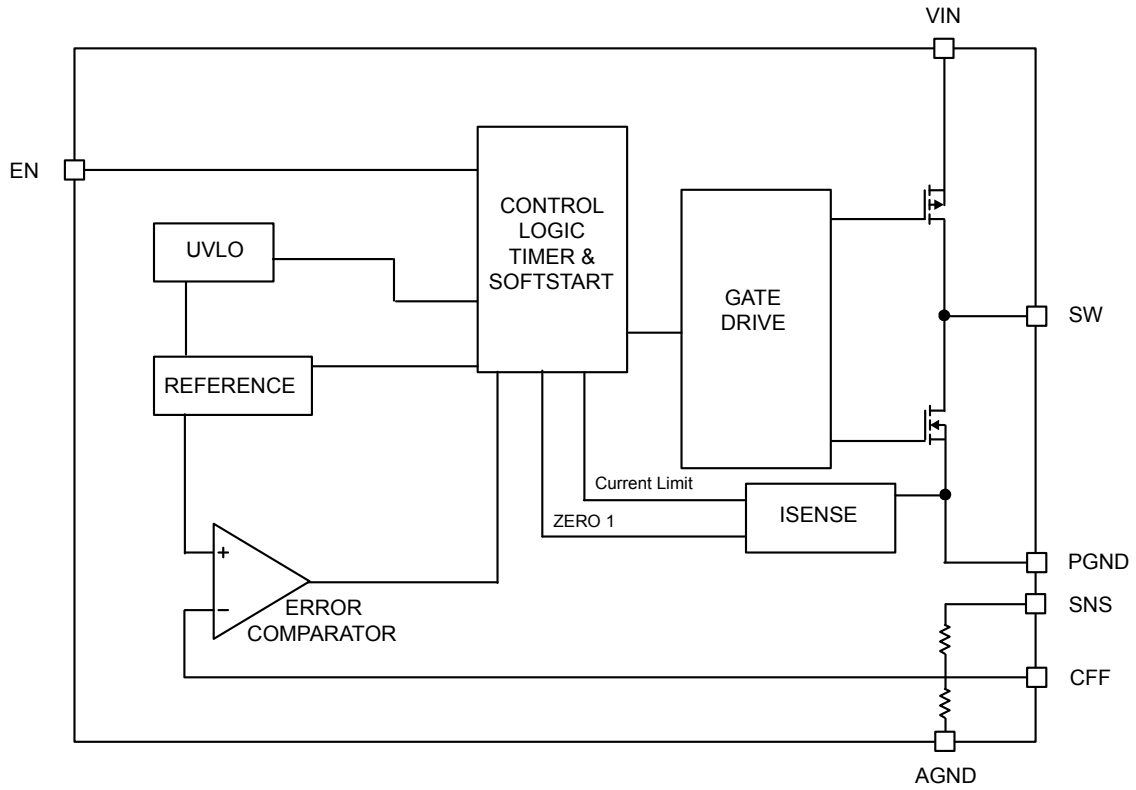 VIN
EN
CONTROL
LOGIC
TIMER &
SOFTSTART
UVLO
GATE
DRIVE
SW
REFERENCE
Current Limit
ISENSE
ZERO 1
+
−
ERROR
COMPARATOR
PGND
SNS
CFF
AGND